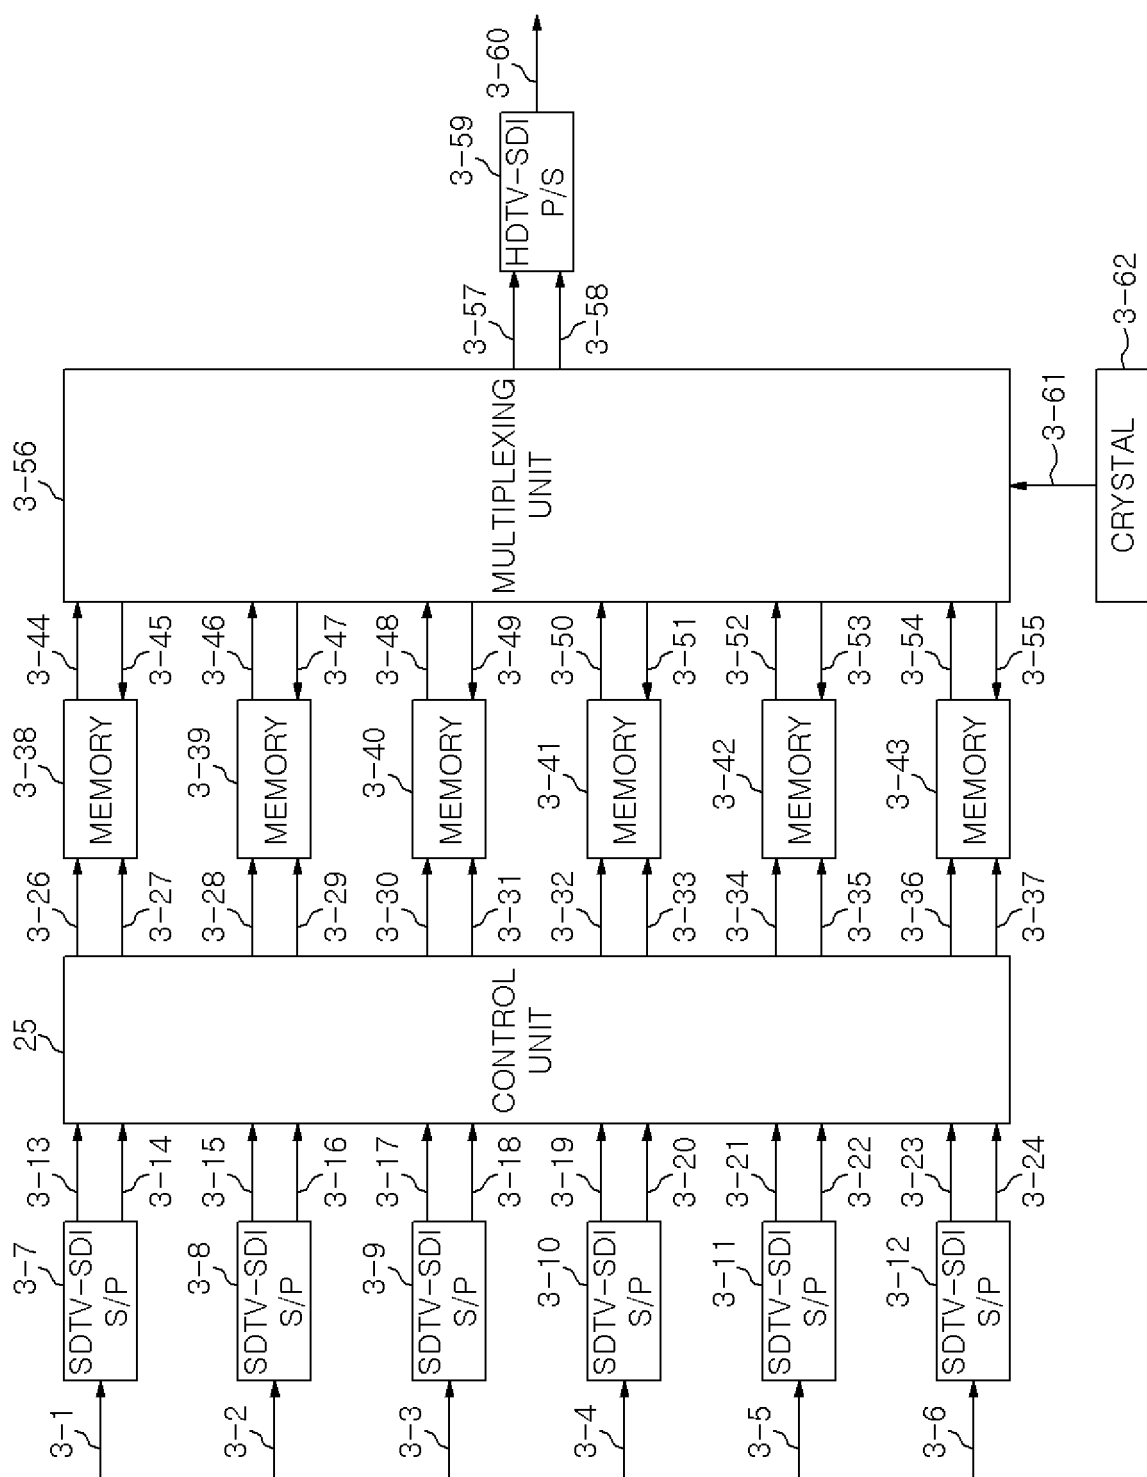 3-1
3-7
SDTV-SDI
S/P
3-13
3-14
3-26
3-27
3-38
MEMORY
3-44
3-45
3-2
3-8
SDTV-SDI
S/P
3-15
3-16
3-28
3-29
3-39
MEMORY
3-46
3-47
3-3
3-9
SDTV-SDI
S/P
3-17
3-18
3-30
3-31
3-40
MEMORY
3-48
3-49
3-4
3-10
SDTV-SDI
S/P
3-19
3-20
3-32
3-33
3-41
MEMORY
3-50
3-51
3-5
3-11
SDTV-SDI
S/P
3-21
3-22
3-34
3-35
3-42
MEMORY
3-52
3-53
3-6
3-12
SDTV-SDI
S/P
3-23
3-24
3-36
3-37
3-43
MEMORY
3-54
3-55
25
CONTROL
UNIT
3-56
MULTIPLEXING
UNIT
3-57
3-58
3-59
HDTV-SDI
P/S
3-60
3-61
3-62
CRYSTAL